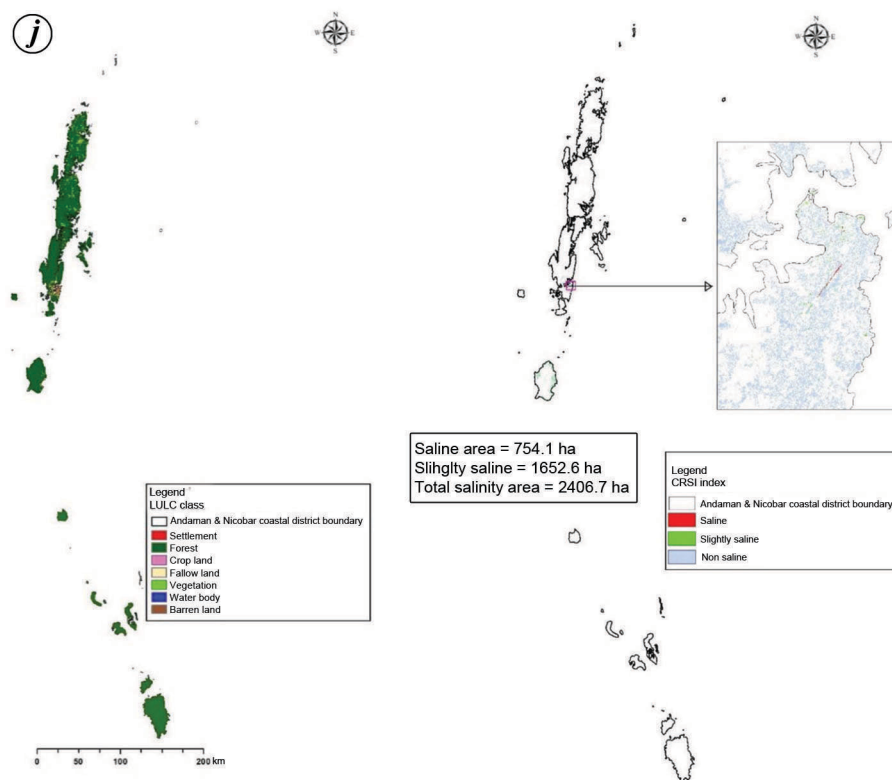 j
N
W E
S
N
W E
S
Saline area = 754.1 ha
Slihglty saline = 1652.6 ha
Total salinity area = 2406.7 ha
Legend
LULC class
Andaman & Nicobar coastal district boundary
Settlement
Forest
Crop land
Fallow land
Vegetation
Water body
Barren land
Legend
CRSI index
Andaman & Nicobar coastal district boundary
Saline
Slightly saline
Non saline
0 25 50 100 150 200 km